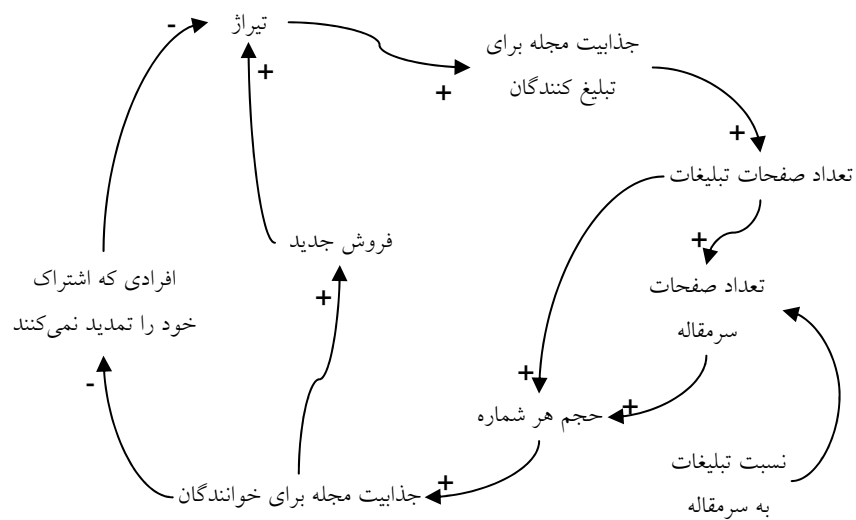 تیراژ
جذابیت مجله برای
تبلیغ کنندگان
تعداد صفحات تبلیغات
تعداد صفحات
سرمقاله
نسبت تبلیغات
به سرمقاله
حجم هر شماره
جذابیت مجله برای خوانندگان
فروش جدید
افرادی که اشتراک
خود را تمدید نمی‌کنند
-
+
+
+
+
+
+
+
+
-